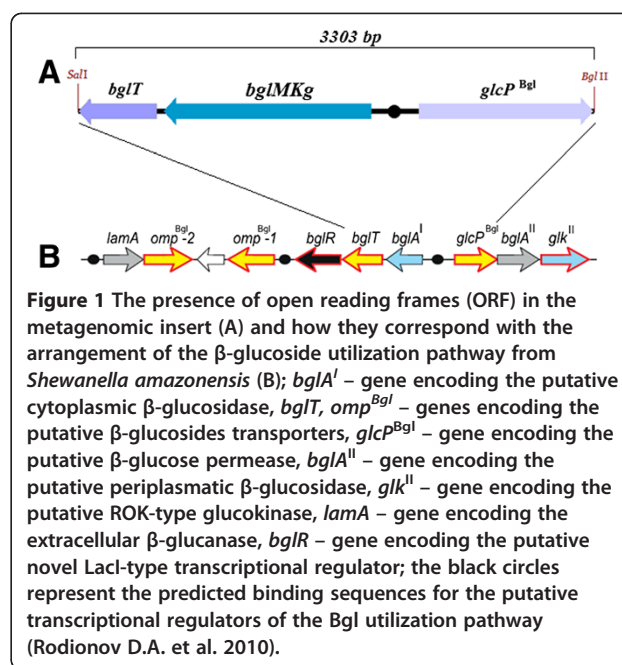 3303 bp
A
SalI
BglII
bglT
bglMKg
glcP Bgl
B
lamA
omp Bgl-2
omp Bgl-1
bglR
bglT
bglA I
glcP Bgl
bglA II
glk II
Figure 1 The presence of open reading frames (ORF) in the
metagenomic insert (A) and how they correspond with the
arrangement of the β-glucoside utilization pathway from
Shewanella amazonensis (B); bglA^I – gene encoding the putative
cytoplasmic β-glucosidase, bglT, omp^Bgl – genes encoding the
putative β-glucosides transporters, glcP^Bgl – gene encoding the
putative β-glucose permease, bglA^II – gene encoding the
putative periplasmatic β-glucosidase, glk^II – gene encoding the
putative ROK-type glucokinase, lamA – gene encoding the
extracellular β-glucanase, bglR – gene encoding the putative
novel LacI-type transcriptional regulator; the black circles
represent the predicted binding sequences for the putative
transcriptional regulators of the Bgl utilization pathway
(Rodionov D.A. et al. 2010).